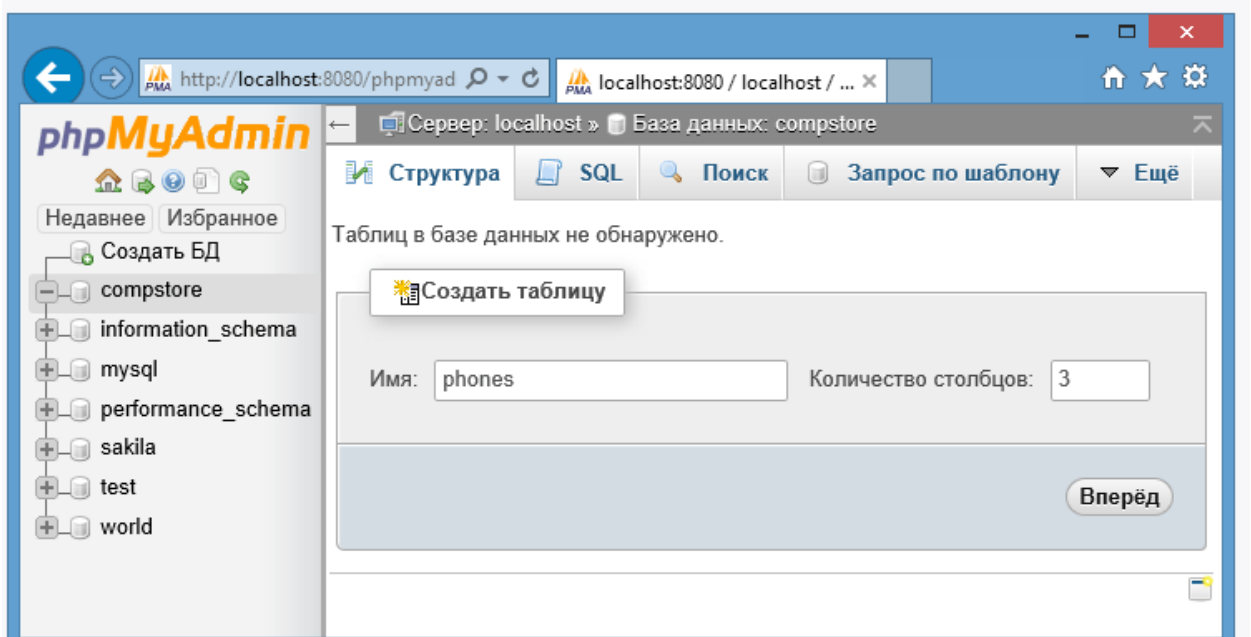 http://localhost:8080/phpmyad
localhost:8080 / localhost / ...
phpMyAdmin
Недавнее Избранное
Создать БД
compstore
information_schema
mysql
performance_schema
sakila
test
world
Сервер: localhost » База данных: compstore
Структура SQL Поиск Запрос по шаблону Ещё
Таблиц в базе данных не обнаружено.
Создать таблицу
Имя: phones Количество столбцов: 3
Вперёд